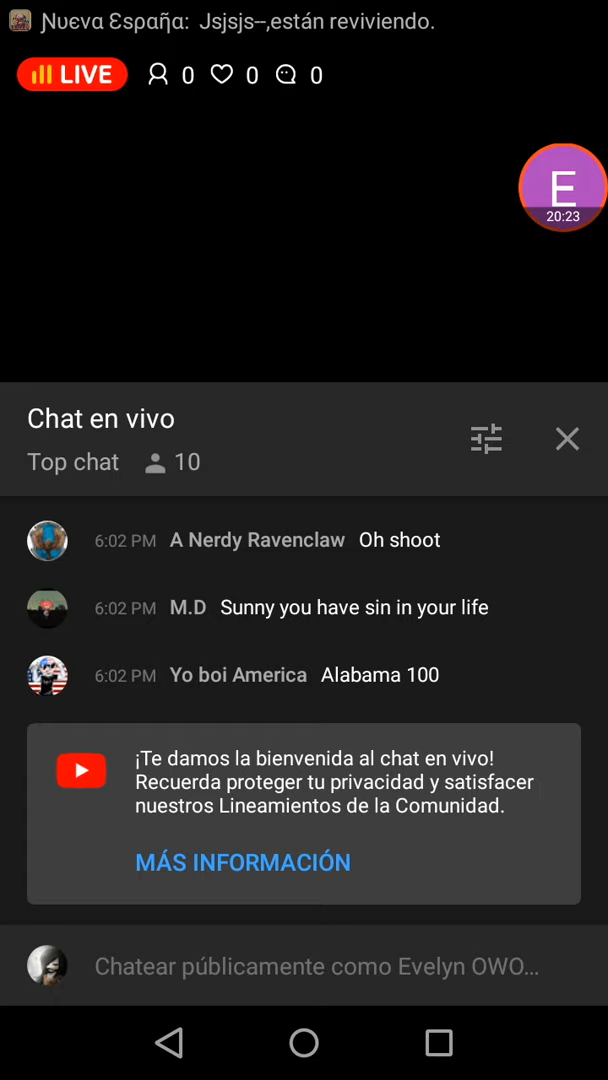 Ɲυєνα Ɛѕραñα: Jsjsjs--,están reviviendo.
LIVE 0 0 0
E
20:23
Chat en vivo
Top chat 10
6:02 PM A Nerdy Ravenclaw Oh shoot
6:02 PM M.D Sunny you have sin in your life
6:02 PM Yo boi America Alabama 100
¡Te damos la bienvenida al chat en vivo!
Recuerda proteger tu privacidad y satisfacer
nuestros Lineamientos de la Comunidad.
MÁS INFORMACIÓN
Chatear públicamente como Evelyn OWO...